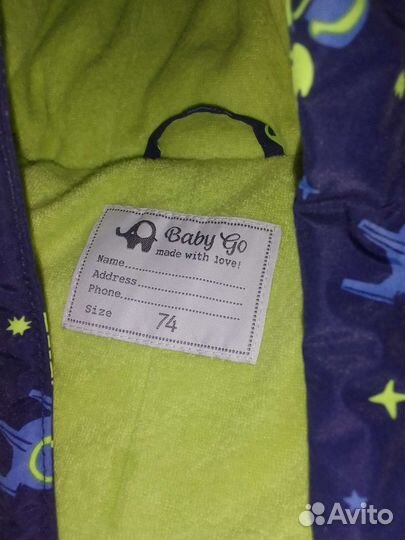 Baby Go
made with love!
Name
Address
Phone
Size 74
Avito